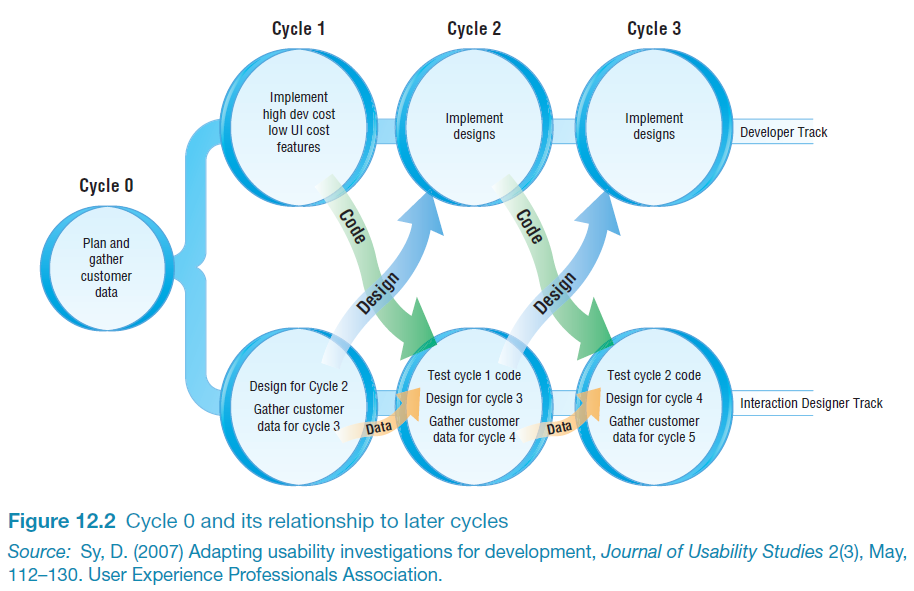 Cycle 1
Cycle 2
Cycle 3
Implement
high dev cost
low UI cost
features
Implement
designs
Implement
designs
Developer Track
Cycle 0
Plan and
gather
customer
data
Code
Design
Code
Design
Design for Cycle 2
Gather customer
data for cycle 3
Data
Test cycle 1 code
Design for cycle 3
Gather customer
data for cycle 4
Data
Test cycle 2 code
Design for cycle 4
Gather customer
data for cycle 5
Interaction Designer Track
Figure 12.2 Cycle 0 and its relationship to later cycles
Source: Sy, D. (2007) Adapting usability investigations for development, Journal of Usability Studies 2(3), May,
112–130. User Experience Professionals Association.